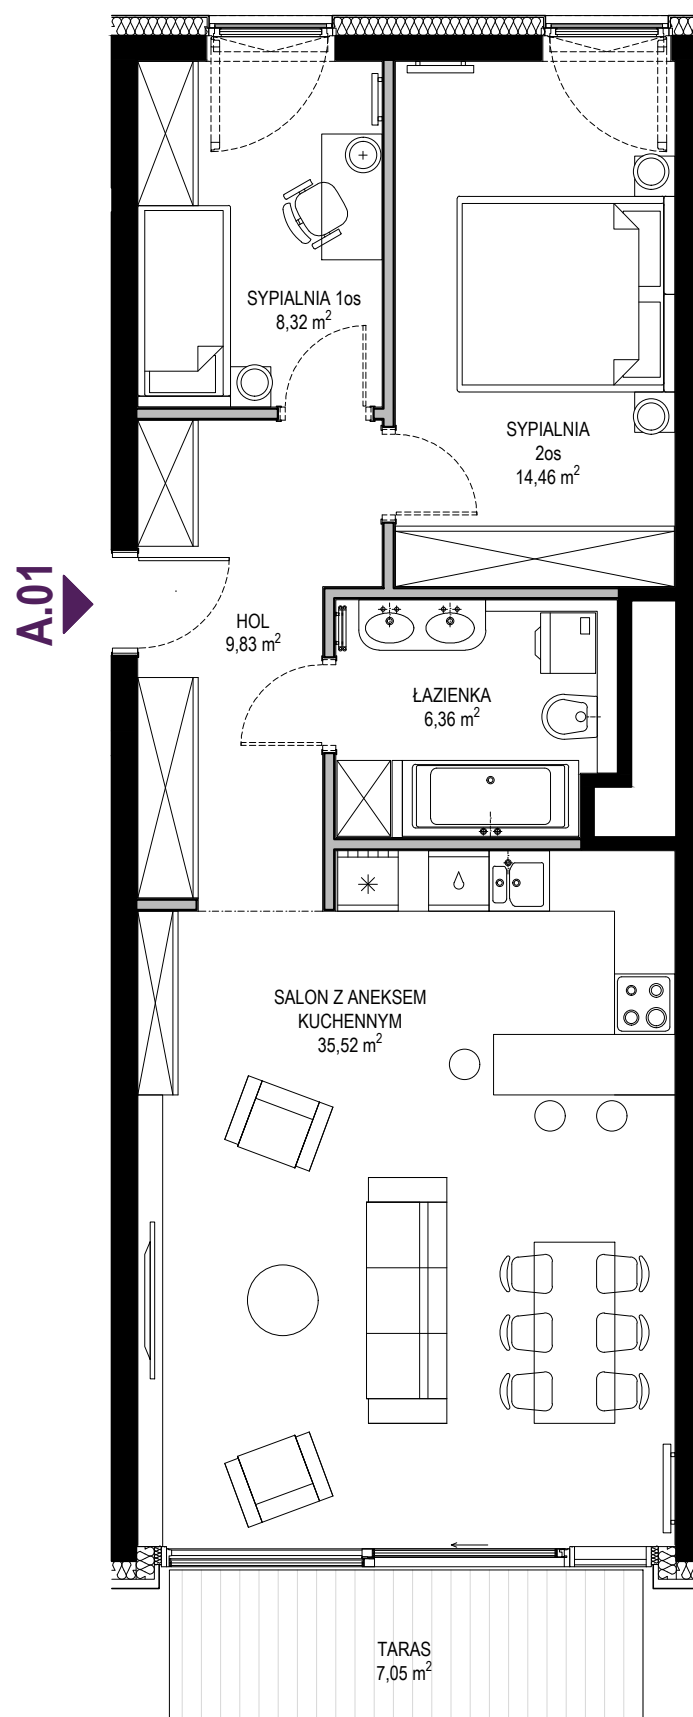 SYPIALNIA 1os
8,32 m²
SYPIALNIA
2os
14,46 m²
A.01
HOL
9,83 m²
ŁAZIENKA
6,36 m²
SALON Z ANEKSEM
KUCHENNYM
35,52 m²
TARAS
7,05 m²